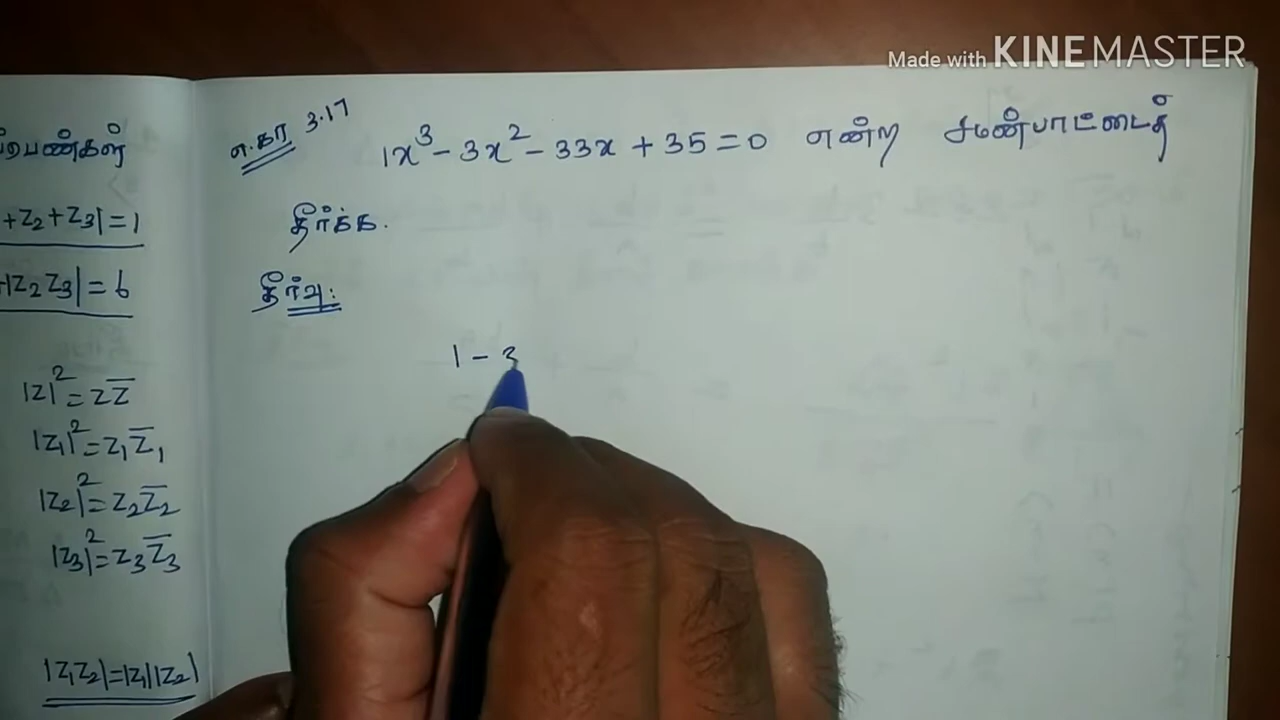 Made with KINEMASTER
எ.கா 3.17
1x³ - 3x² - 33x + 35 = 0 என்ற சமன்பாட்டைத்
தீர்க்க.
தீர்வு:
1 - 3
+z₂+z₃|=1
|z₂z₃|=6
|z|²=zz̅
|z₁|²=z₁z̅₁
|z₂|²=z₂z̅₂
|z₃|²=z₃z̅₃
|z₁z₂|=|z₁||z₂|